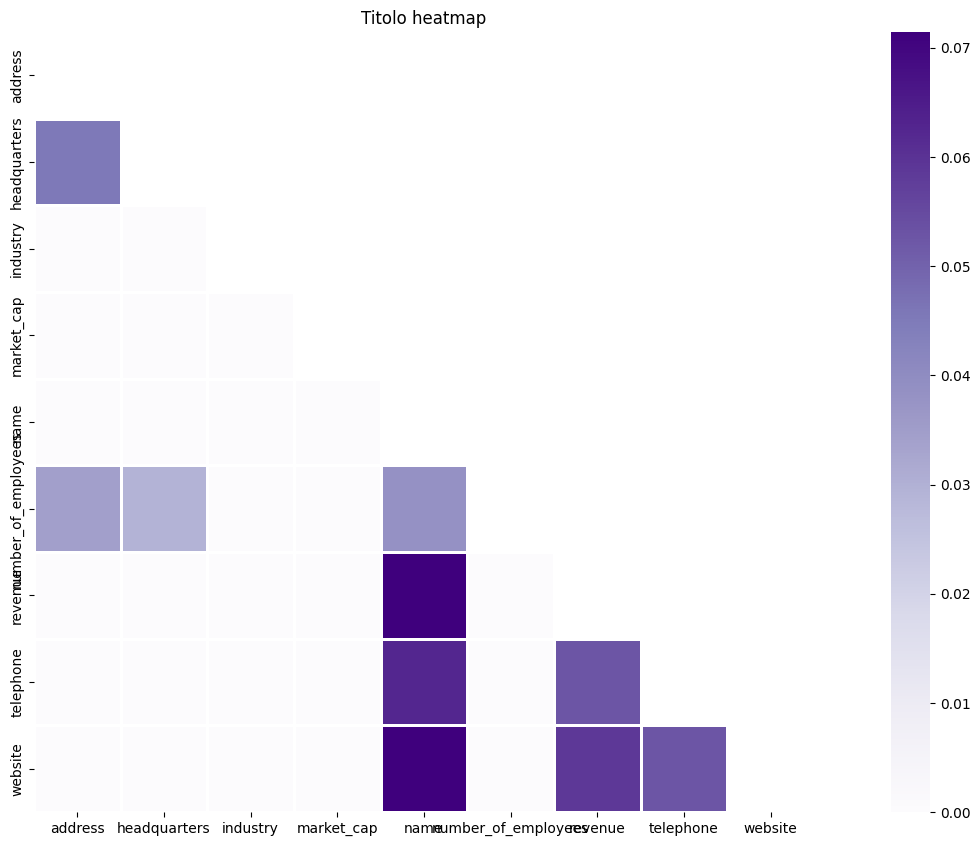 Titolo heatmap
address
headquarters
industry
market_cap
name
number_of_employees
revenue
telephone
website
address
headquarters
industry
market_cap
name
number_of_employees
revenue
telephone
website
0.07
0.06
0.05
0.04
0.03
0.02
0.01
0.00